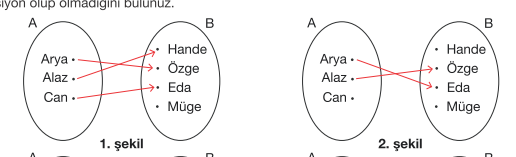 siyon olup olmadığını bulunuz.
A B
Arya
Alaz
Can
Hande
Özge
Eda
Müge
1. şekil
A B
Arya
Alaz
Can
Hande
Özge
Eda
Müge
2. şekil
A B A B